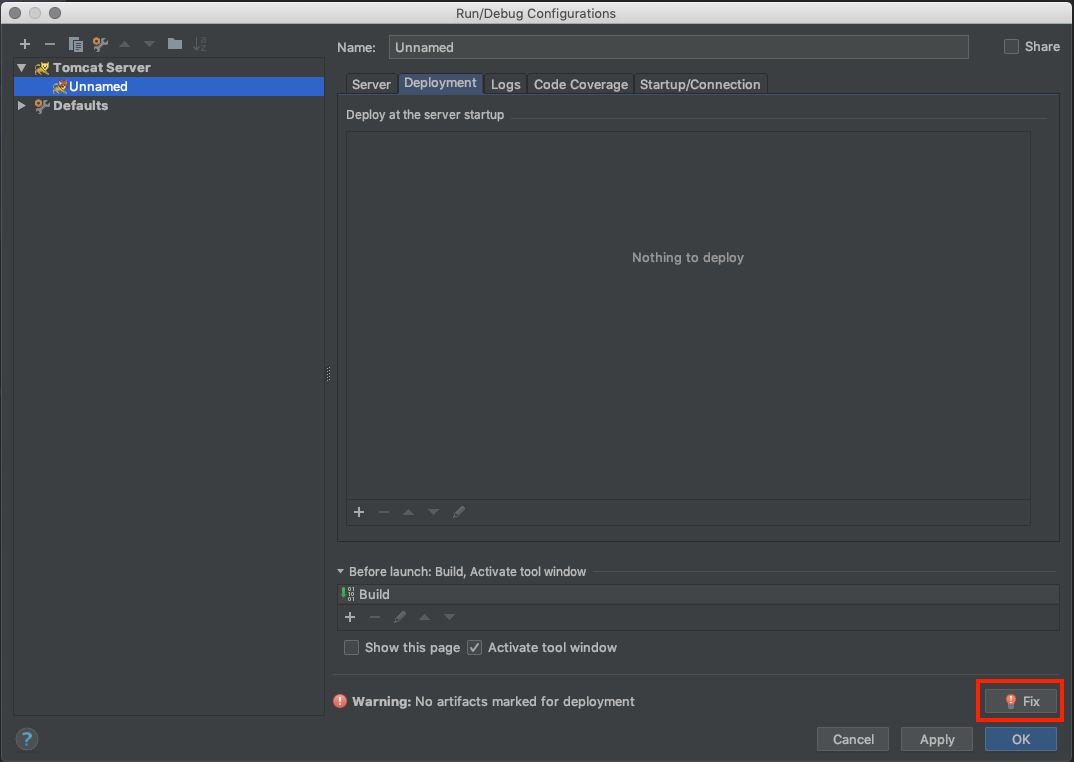 Run/Debug Configurations
Name: Unnamed Share
Tomcat Server
Unnamed
Defaults
Server Deployment Logs Code Coverage Startup/Connection
Deploy at the server startup
Nothing to deploy
Before launch: Build, Activate tool window
Build
Show this page Activate tool window
Warning: No artifacts marked for deployment
Fix
? Cancel Apply OK